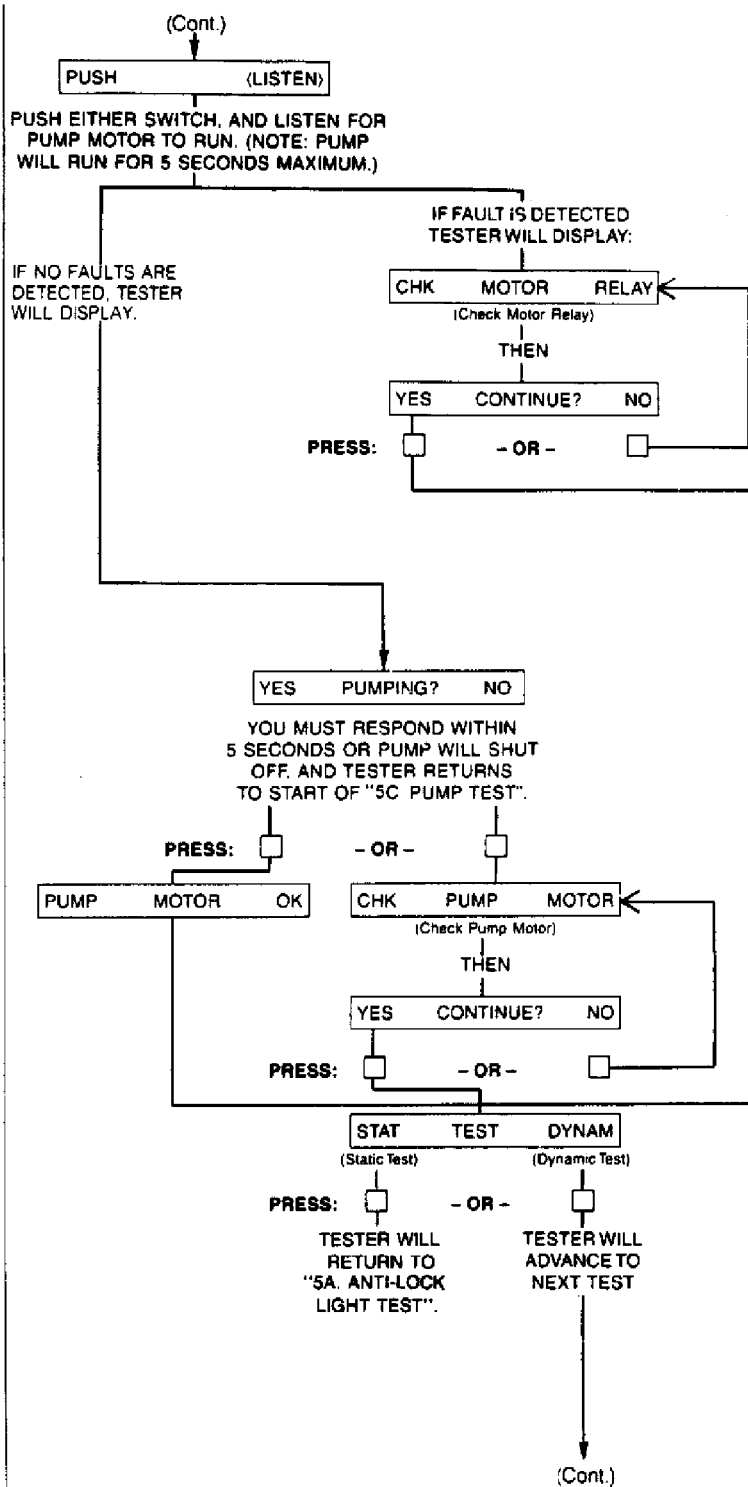 (Cont.)
PUSH ⟨LISTEN⟩
PUSH EITHER SWITCH, AND LISTEN FOR
PUMP MOTOR TO RUN. (NOTE: PUMP
WILL RUN FOR 5 SECONDS MAXIMUM.)
IF FAULT IS DETECTED
TESTER WILL DISPLAY:
IF NO FAULTS ARE
DETECTED, TESTER
WILL DISPLAY.
CHK MOTOR RELAY
(Check Motor Relay)
THEN
YES CONTINUE? NO
PRESS: – OR –
YES PUMPING? NO
YOU MUST RESPOND WITHIN
5 SECONDS OR PUMP WILL SHUT
OFF, AND TESTER RETURNS
TO START OF "5C PUMP TEST".
PRESS: – OR –
PUMP MOTOR OK
CHK PUMP MOTOR
(Check Pump Motor)
THEN
YES CONTINUE? NO
PRESS: – OR –
STAT TEST DYNAM
(Static Test) (Dynamic Test)
PRESS: – OR –
TESTER WILL
RETURN TO
"5A. ANTI-LOCK
LIGHT TEST".
TESTER WILL
ADVANCE TO
NEXT TEST
(Cont.)